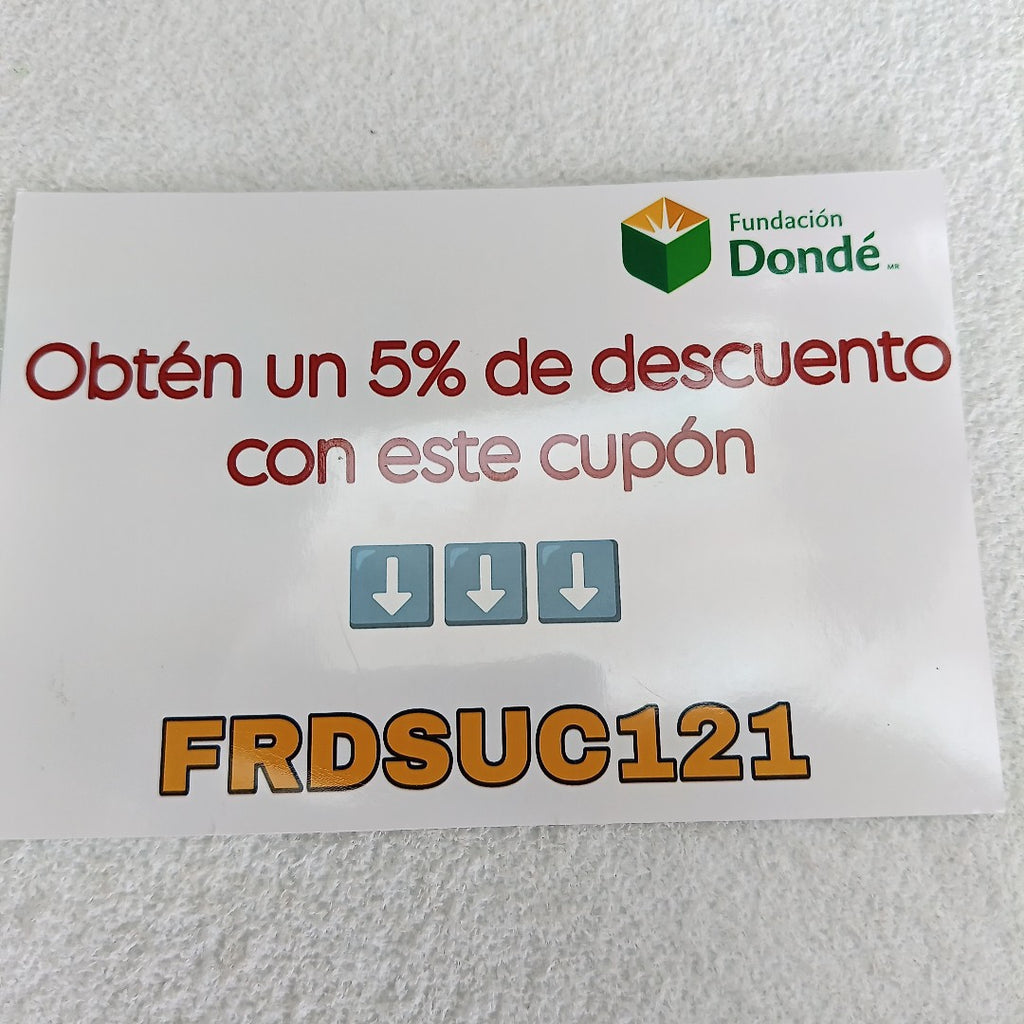 Fundación
Dondé MR
Obtén un 5% de descuento
con este cupón
FRDSUC121